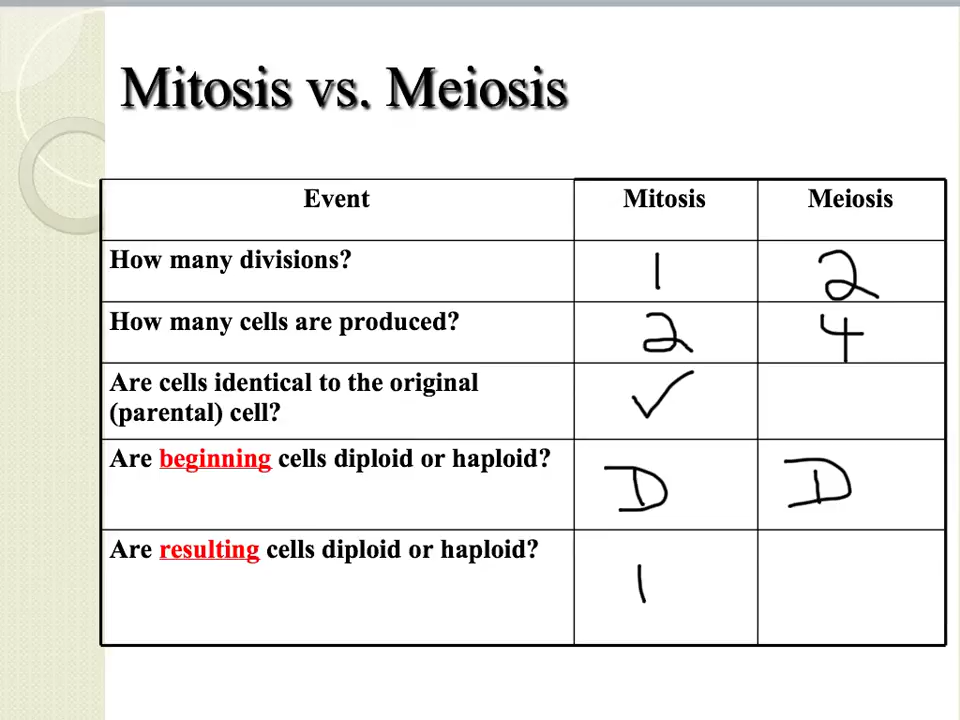 Mitosis vs. Meiosis
Event Mitosis Meiosis
How many divisions? 1 2
How many cells are produced? 2 4
Are cells identical to the original
(parental) cell? ✓
Are beginning cells diploid or haploid? D D
Are resulting cells diploid or haploid?